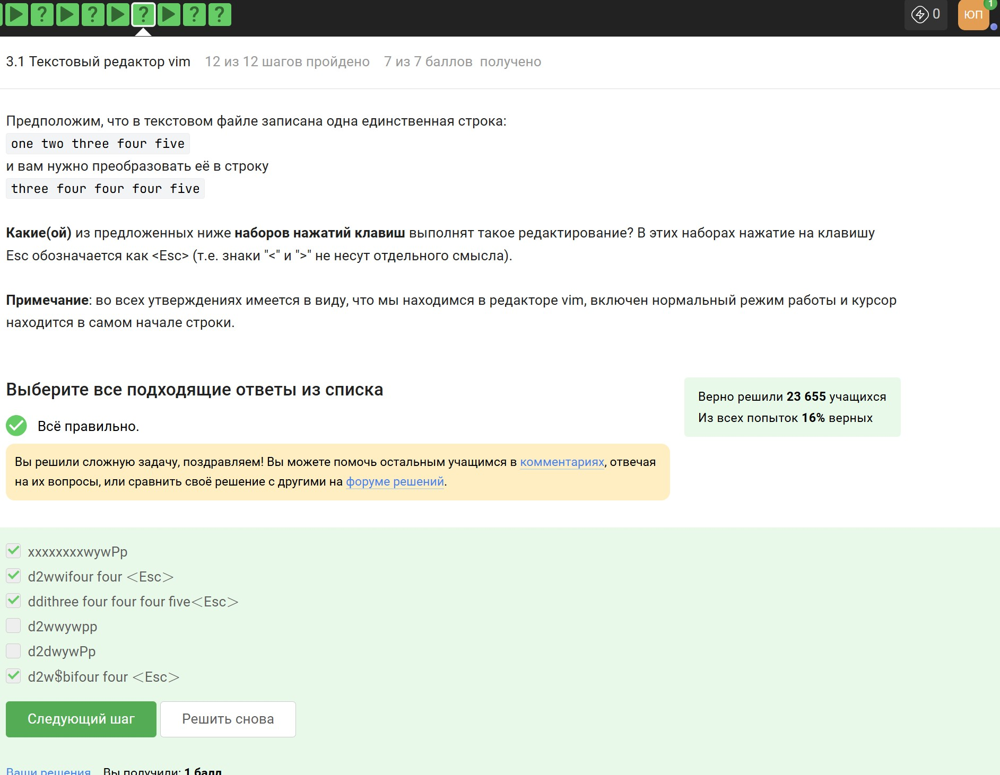 ? ? ? ? ?
0
ЮП
1
3.1 Текстовый редактор vim 12 из 12 шагов пройдено 7 из 7 баллов получено
Предположим, что в текстовом файле записана одна единственная строка:
one two three four five
и вам нужно преобразовать её в строку
three four four four five
Какие(ой) из предложенных ниже наборов нажатий клавиш выполнят такое редактирование? В этих наборах нажатие на клавишу
Esc обозначается как <Esc> (т.е. знаки "<" и ">" не несут отдельного смысла).
Примечание: во всех утверждениях имеется в виду, что мы находимся в редакторе vim, включен нормальный режим работы и курсор
находится в самом начале строки.
Выберите все подходящие ответы из списка
Верно решили 23 655 учащихся
Из всех попыток 16% верных
Всё правильно.
Вы решили сложную задачу, поздравляем! Вы можете помочь остальным учащимся в комментариях, отвечая
на их вопросы, или сравнить своё решение с другими на форуме решений.
xxxxxxxxwywPp
d2wwifour four <Esc>
ddithree four four four five<Esc>
d2wwywpp
d2dwywPp
d2w$bifour four <Esc>
Следующий шаг Решить снова
Ваши решения Вы получили: 1 балл